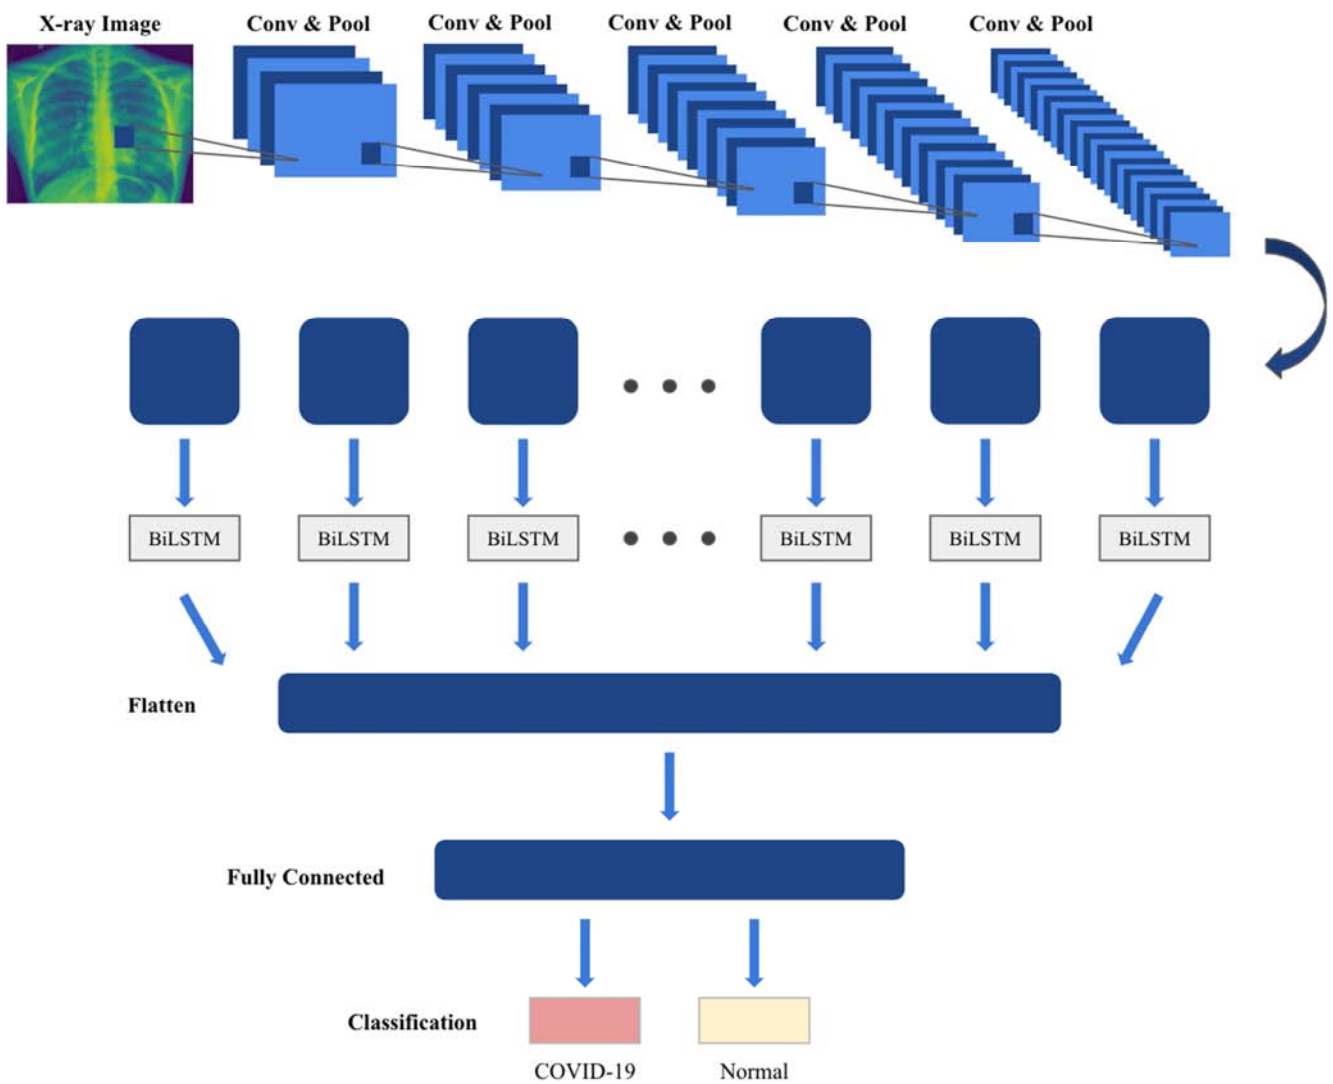 X-ray Image
Conv & Pool
Conv & Pool
Conv & Pool
Conv & Pool
Conv & Pool
BiLSTM
BiLSTM
BiLSTM
BiLSTM
BiLSTM
BiLSTM
Flatten
Fully Connected
Classification
COVID-19
Normal